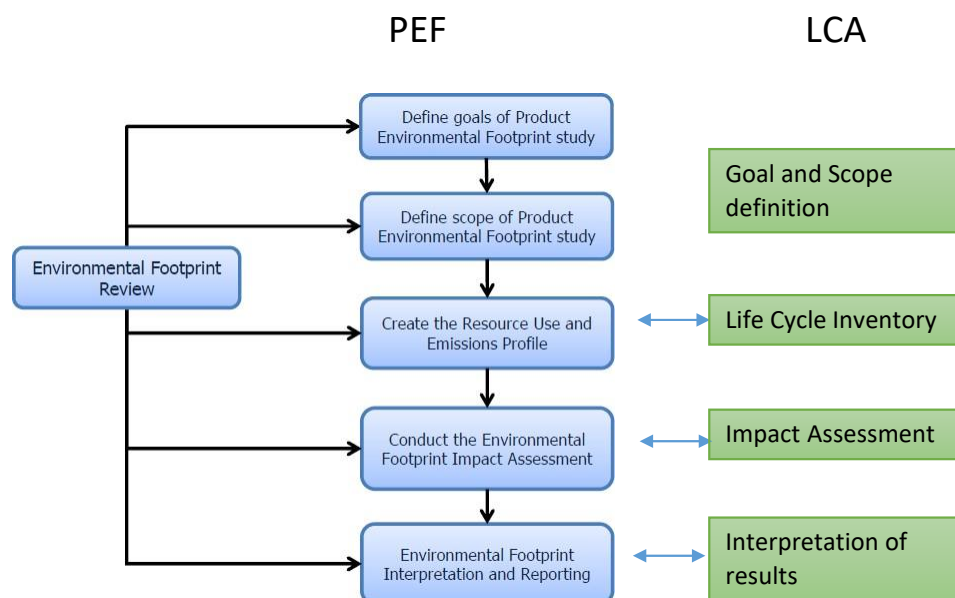 PEF
LCA
Define goals of Product
Environmental Footprint study
Goal and Scope
definition
Define scope of Product
Environmental Footprint study
Environmental Footprint
Review
Create the Resource Use and
Emissions Profile
Life Cycle Inventory
Conduct the Environmental
Footprint Impact Assessment
Impact Assessment
Environmental Footprint
Interpretation and Reporting
Interpretation of
results